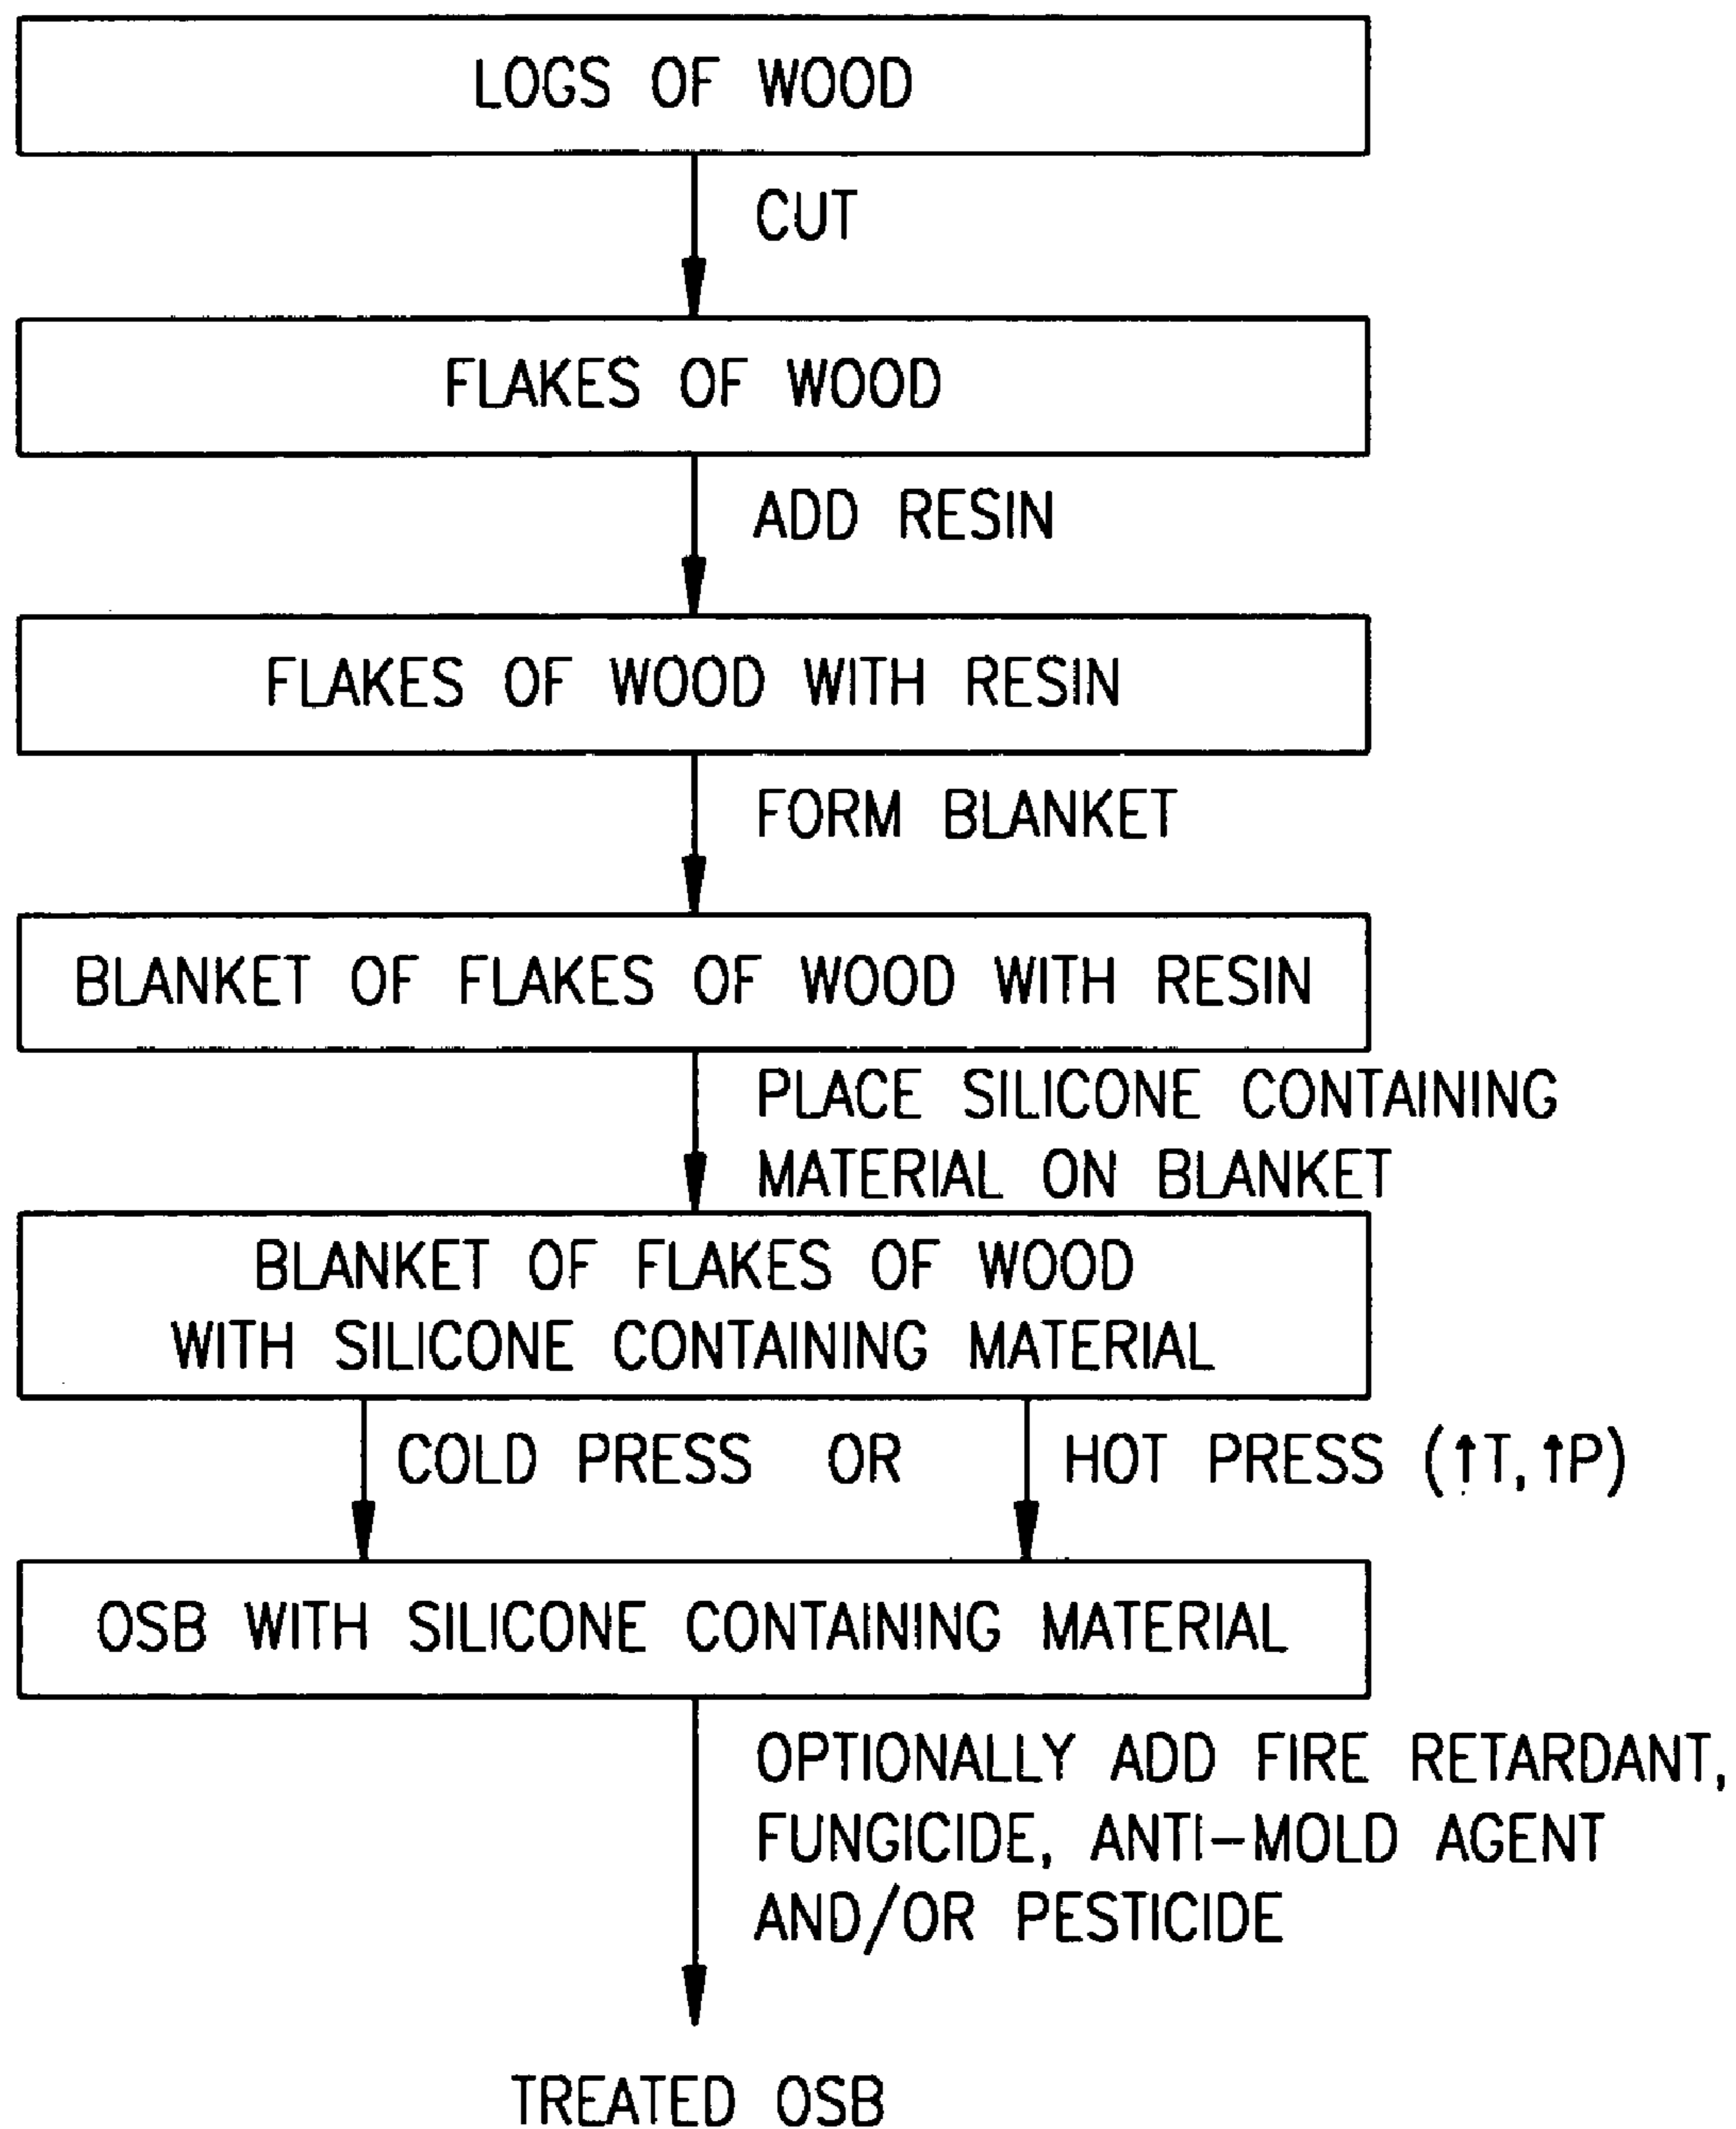 LOGS OF WOOD
CUT
FLAKES OF WOOD
ADD RESIN
FLAKES OF WOOD WITH RESIN
FORM BLANKET
BLANKET OF FLAKES OF WOOD WITH RESIN
PLACE SILICONE CONTAINING
MATERIAL ON BLANKET
BLANKET OF FLAKES OF WOOD
WITH SILICONE CONTAINING MATERIAL
COLD PRESS OR HOT PRESS (↑T, ↑P)
OSB WITH SILICONE CONTAINING MATERIAL
OPTIONALLY ADD FIRE RETARDANT,
FUNGICIDE, ANTI-MOLD AGENT
AND/OR PESTICIDE
TREATED OSB